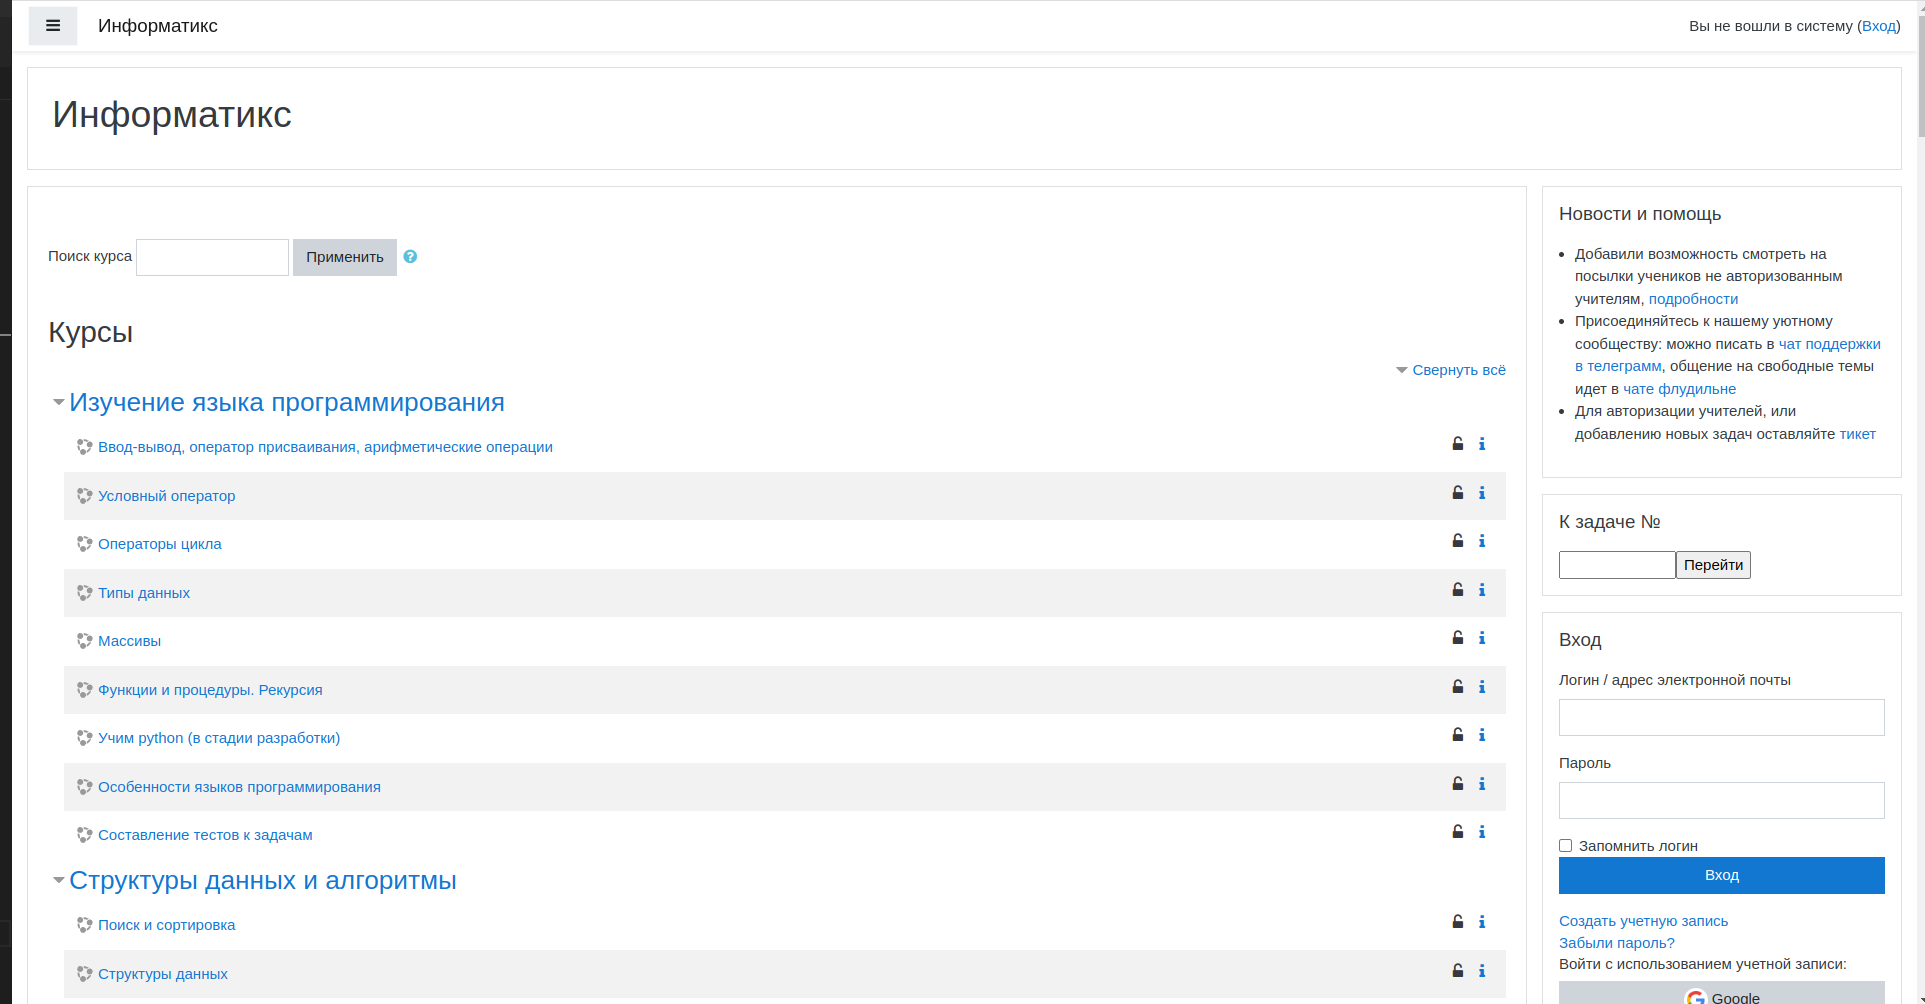 Информатикс
Вы не вошли в систему (Вход)
Информатикс
Поиск курса
Применить
Курсы
Свернуть всё
Изучение языка программирования
Ввод-вывод, оператор присваивания, арифметические операции
Условный оператор
Операторы цикла
Типы данных
Массивы
Функции и процедуры. Рекурсия
Учим python (в стадии разработки)
Особенности языков программирования
Составление тестов к задачам
Структуры данных и алгоритмы
Поиск и сортировка
Структуры данных
Новости и помощь
Добавили возможность смотреть на
посылки учеников не авторизованным
учителям, подробности
Присоединяйтесь к нашему уютному
сообществу: можно писать в чат поддержки
в телеграмм, общение на свободные темы
идет в чате флудильне
Для авторизации учителей, или
добавлению новых задач оставляйте тикет
К задаче №
Перейти
Вход
Логин / адрес электронной почты
Пароль
Запомнить логин
Вход
Создать учетную запись
Забыли пароль?
Войти с использованием учетной записи:
Google